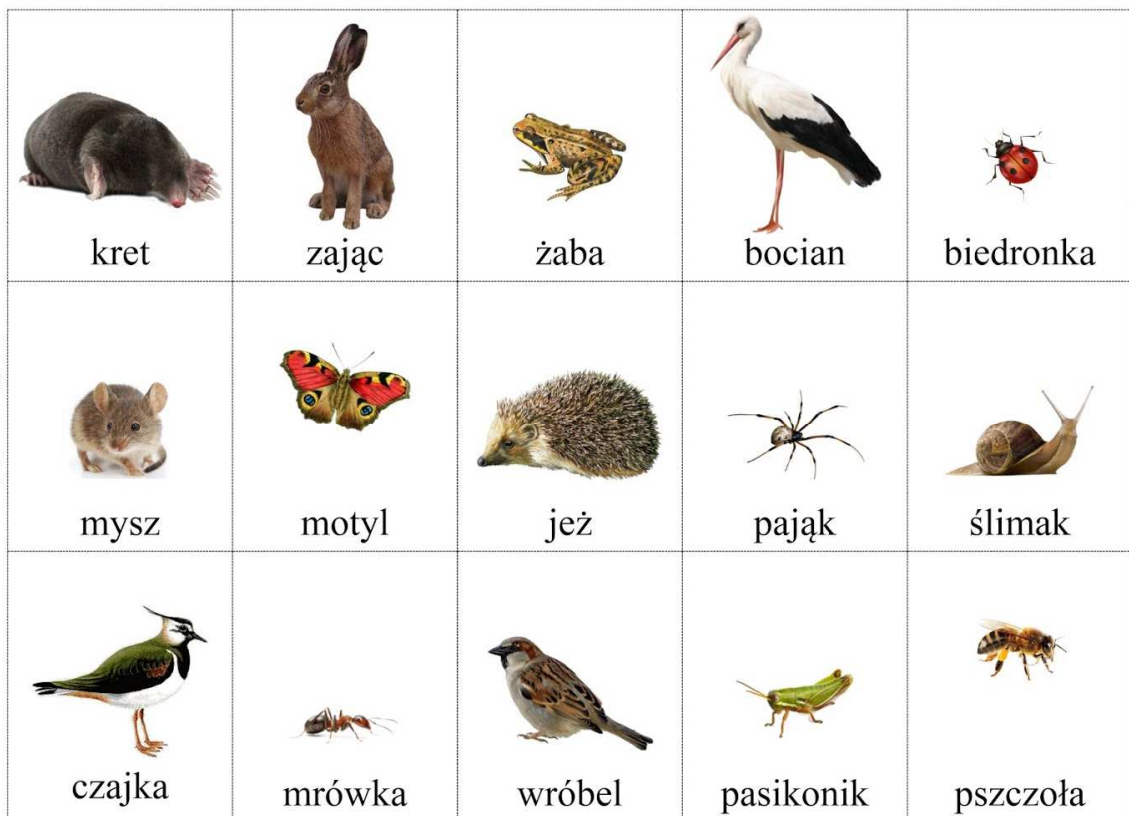 kret
zając
żaba
bocian
biedronka
mysz
motyl
jeż
pająk
ślimak
czajka
mrówka
wróbel
pasikonik
pszczoła